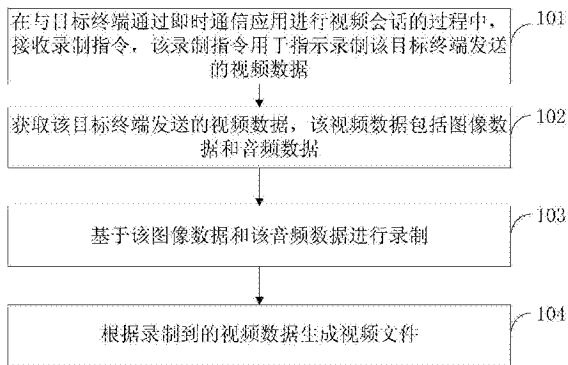 在与目标终端通过即时通信应用进行视频会话的过程中，
接收录制指令，该录制指令用于指示录制该目标终端发送
的视频数据
101
获取该目标终端发送的视频数据，该视频数据包括图像数
据和音频数据
102
基于该图像数据和该音频数据进行录制
103
根据录制到的视频数据生成视频文件
104